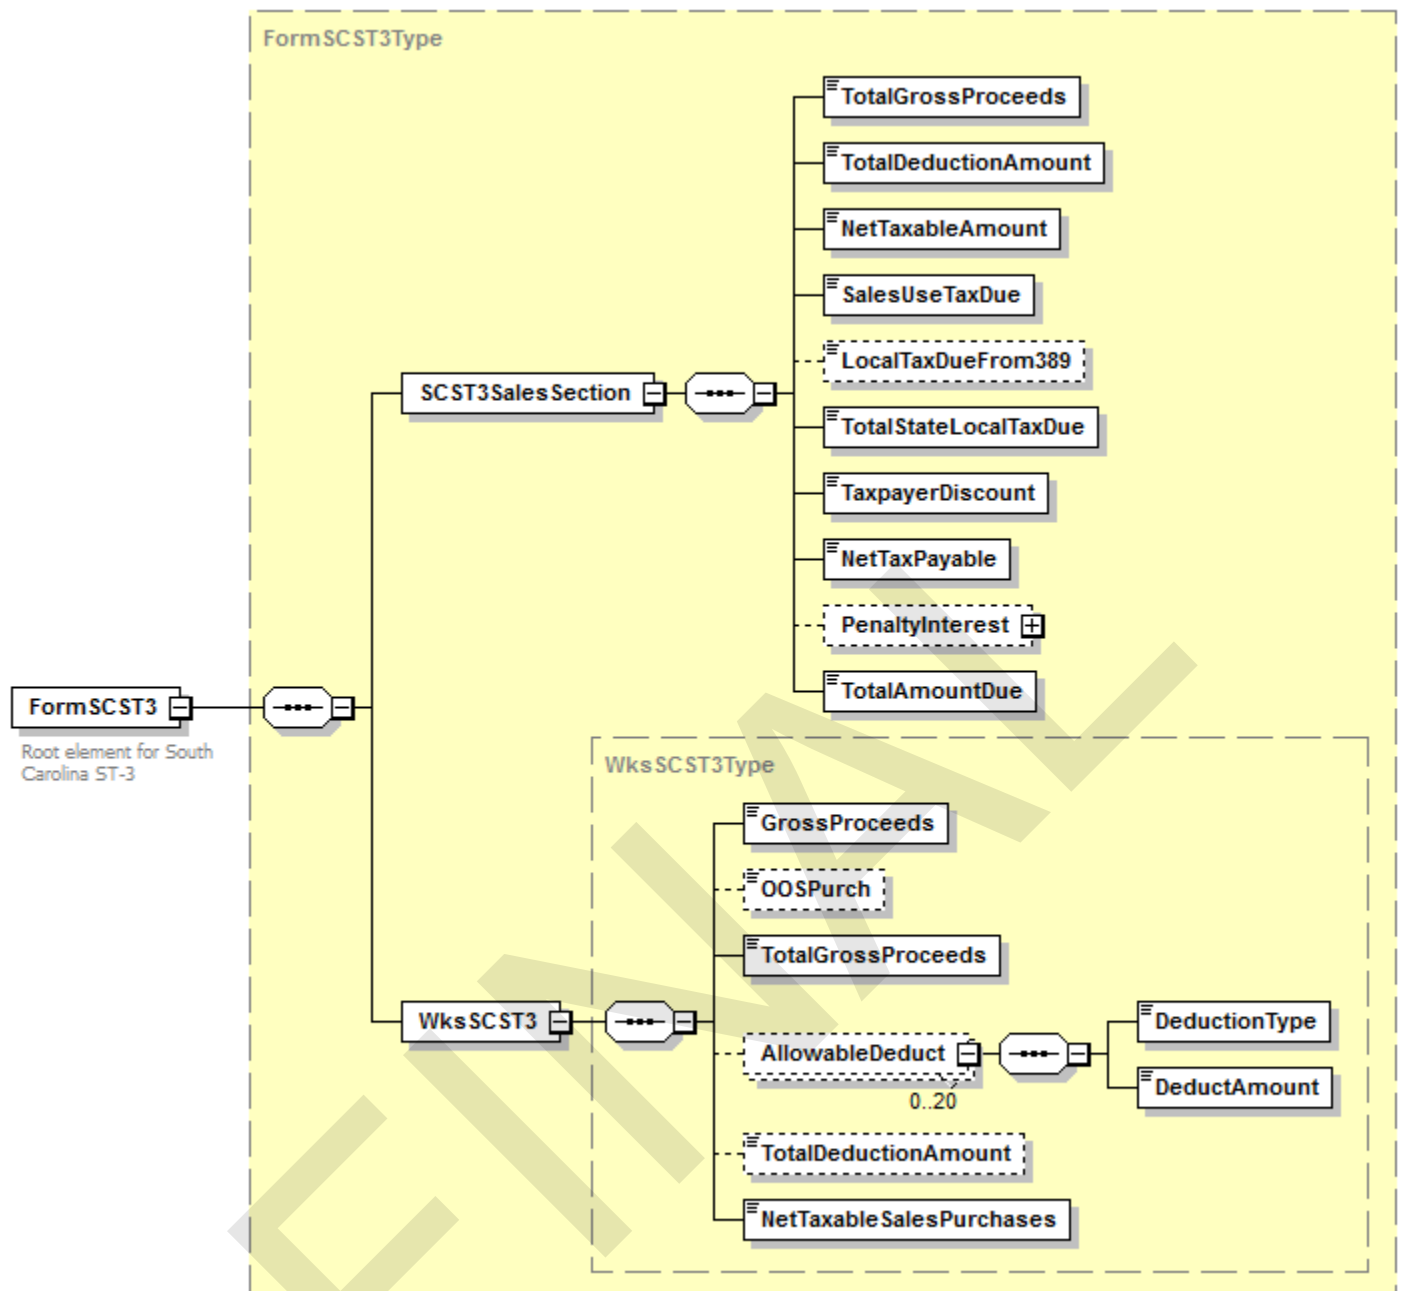 FormSCST3Type
TotalGrossProceeds
TotalDeductionAmount
NetTaxableAmount
SalesUseTaxDue
LocalTaxDueFrom389
SCST3SalesSection
TotalStateLocalTaxDue
TaxpayerDiscount
NetTaxPayable
PenaltyInterest
TotalAmountDue
FormSCST3
Root element for South
Carolina ST-3
WksSCST3Type
GrossProceeds
OOSPurch
TotalGrossProceeds
WksSCST3
AllowableDeduct
0..20
DeductionType
DeductAmount
TotalDeductionAmount
NetTaxableSalesPurchases
FINAL